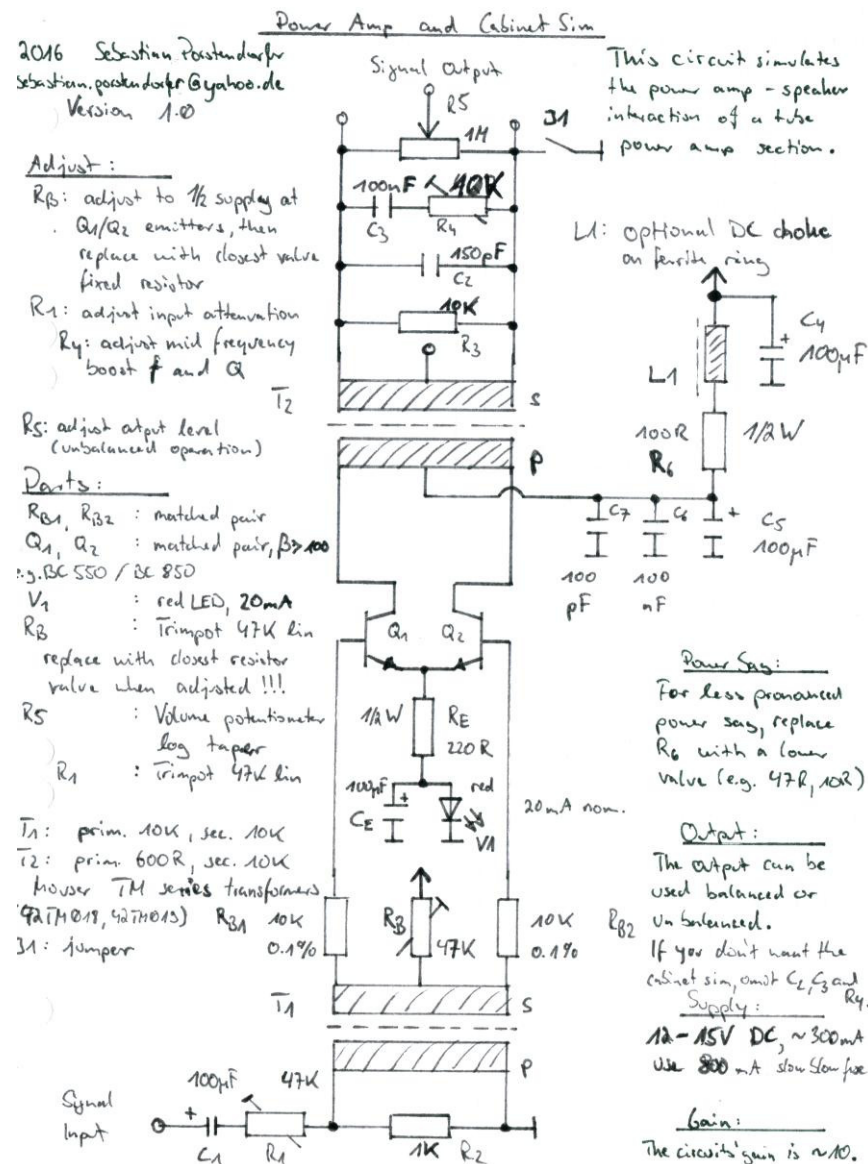 Power Amp and Cabinet Sim
2016 Sebastian Porstendorfer
sebastian.porstendorfer@yahoo.de
Version 1.0
Signal Output
This circuit simulates
the power amp - speaker
interaction of a tube
power amp section.
R5
1M
J1
Adjust:
RB: adjust to 1/2 supply at
Q1/Q2 emitters, then
replace with closest value
fixed resistor
R1: adjust input attenuation
R4: adjust mid frequency
boost f and Q
R5: adjust output level
(unbalanced operation)
100nF
10K
C3
R4
150pF
C2
10K
R3
T2
S
P
L1: optional DC choke
on ferrite ring
L1
C4
100µF
100R
1/2W
R6
C7
C6
C5
100µF
100
pF
100
nF
Parts:
RB1, RB2 : matched pair
Q1, Q2 : matched pair, β>100
e.g. BC 550 / BC 850
V1 : red LED, 20mA
RB : Trimpot 47K lin
replace with closest resistor
value when adjusted !!!
R5 : Volume potentiometer
log taper
R1 : Trimpot 47K lin
T1: prim. 10K, sec. 10K
T2: prim. 600R, sec. 10K
Mouser TM series transformers
(42TM018, 42TM019)
J1: jumper
Q1
Q2
1/2W
RE
220R
100µF
CE
red
V1
20mA nom.
RB1
10K
0.1%
RB
47K
10K
0.1%
RB2
T1
S
P
Signal
Input
100µF
C1
47K
R1
1K
R2
Power Sag:
For less pronounced
power sag, replace
R6 with a lower
value (e.g. 47R, 10R)
Output:
The output can be
used balanced or
unbalanced.
If you don't want the
cabinet sim, omit C2, C3 and
R4.
Supply:
12-15V DC, ~300mA
use 800mA slow fuse
Gain:
The circuits' gain is ~10.